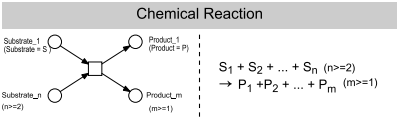 Chemical Reaction
Substrate_1
(Substrate = S)
Product_1
(Product = P)
Substrate_n
(n>=2)
Product_m
(m>=1)
S1 + S2 + ... + Sn (n>=2)
→ P1 +P2 + ... + Pm (m>=1)